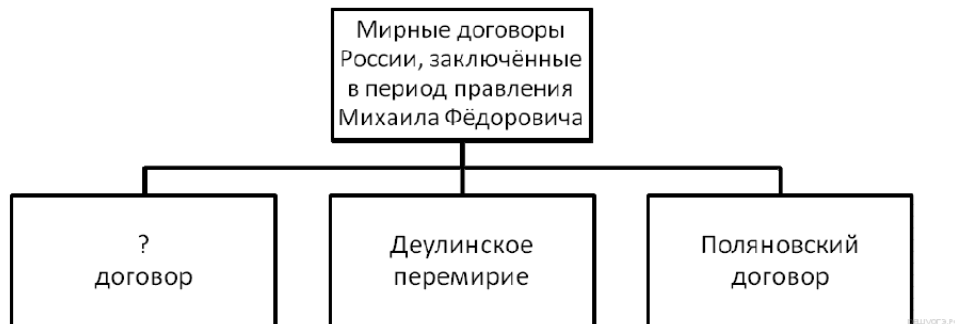 Мирные договоры
России, заключённые
в период правления
Михаила Фёдоровича
?
договор
Деулинское
перемирие
Поляновский
договор